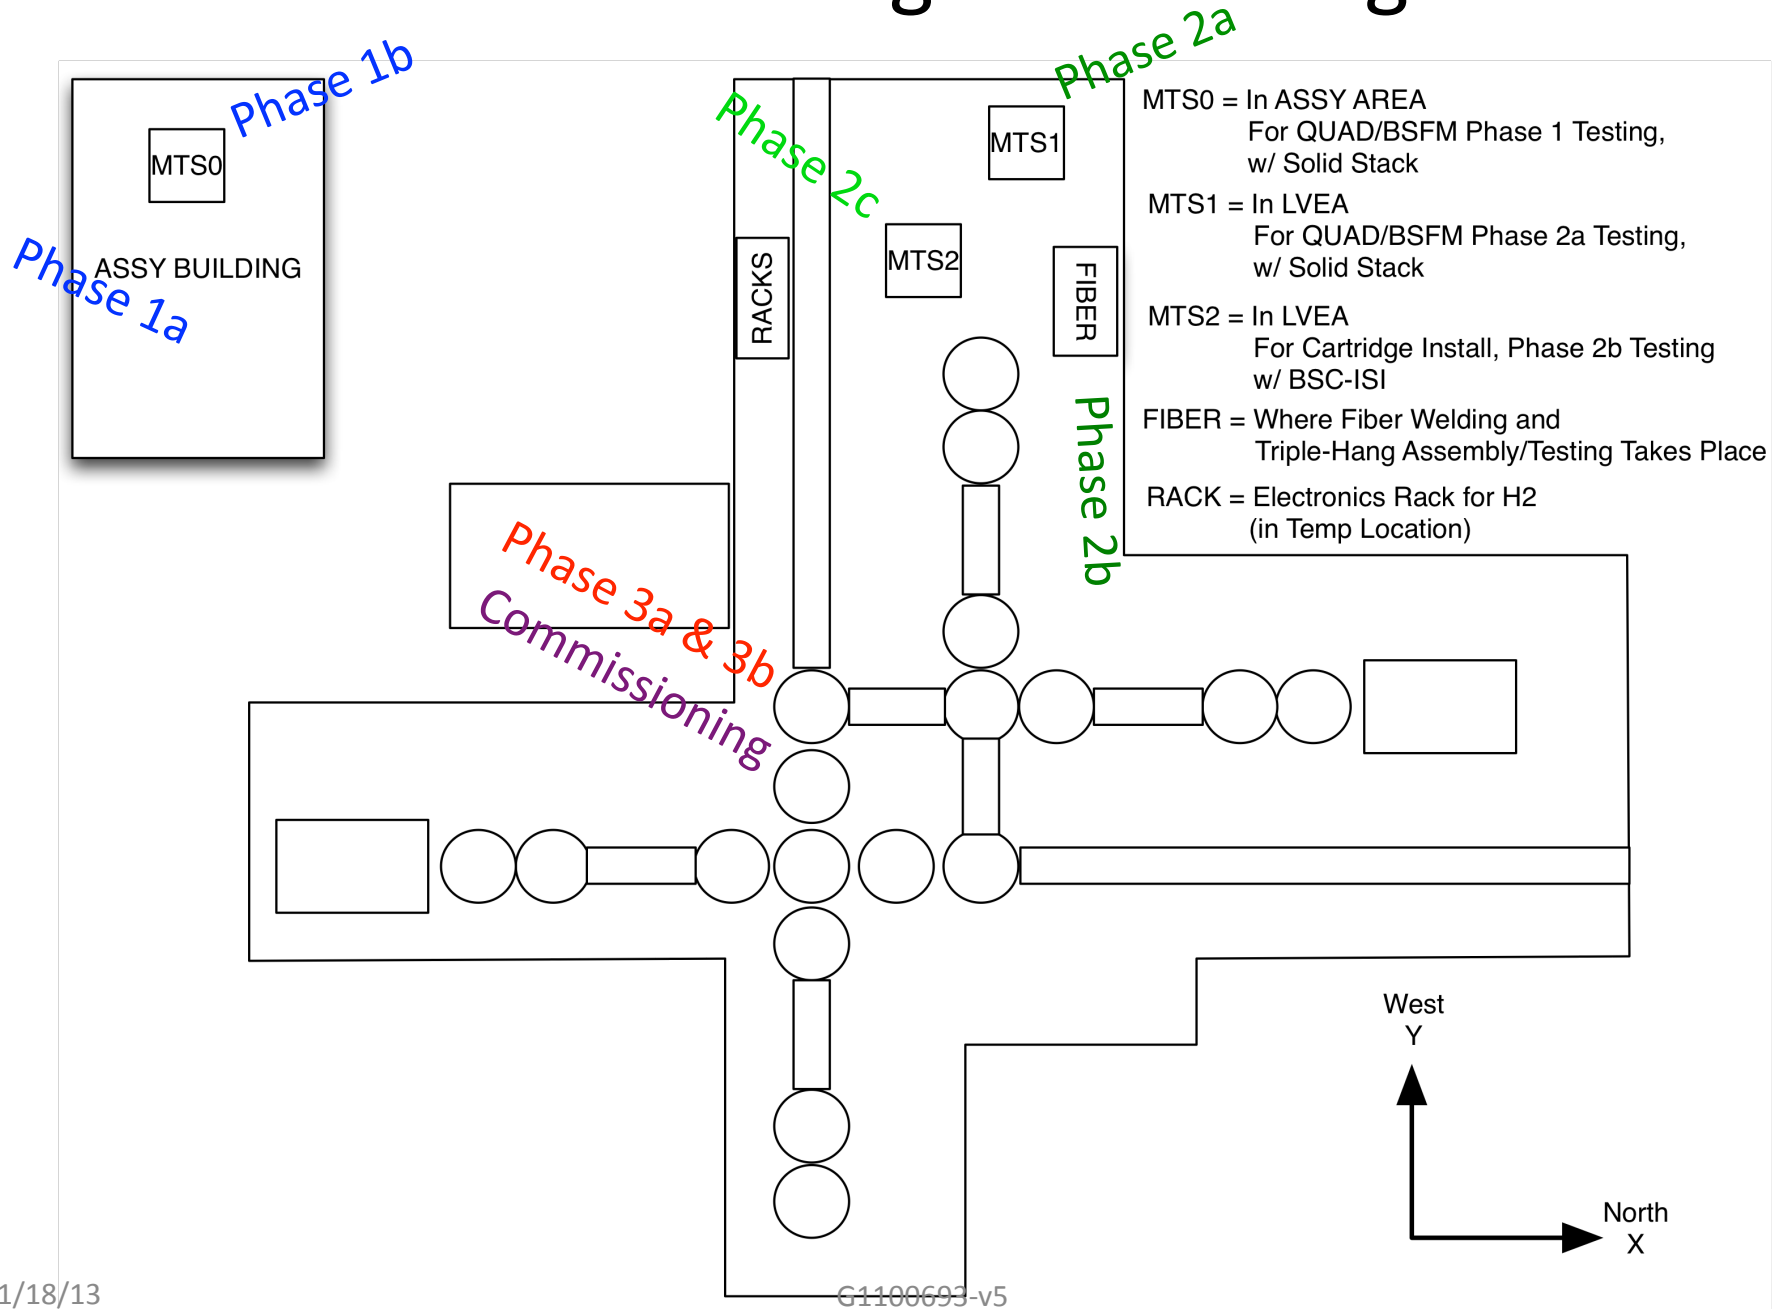 Phase 1b
Phase 2a
MTS0
ASSY BUILDING
Phase 1a
Phase 2c
MTS1
MTS2
RACKS
FIBER
Phase 2b
MTS0 = In ASSY AREA
For QUAD/BSFM Phase 1 Testing,
w/ Solid Stack
MTS1 = In LVEA
For QUAD/BSFM Phase 2a Testing,
w/ Solid Stack
MTS2 = In LVEA
For Cartridge Install, Phase 2b Testing
w/ BSC-ISI
FIBER = Where Fiber Welding and
Triple-Hang Assembly/Testing Takes Place
RACK = Electronics Rack for H2
(in Temp Location)
Phase 3a & 3b
Commissioning
West
Y
North
X
1/18/13
G1100693-v5